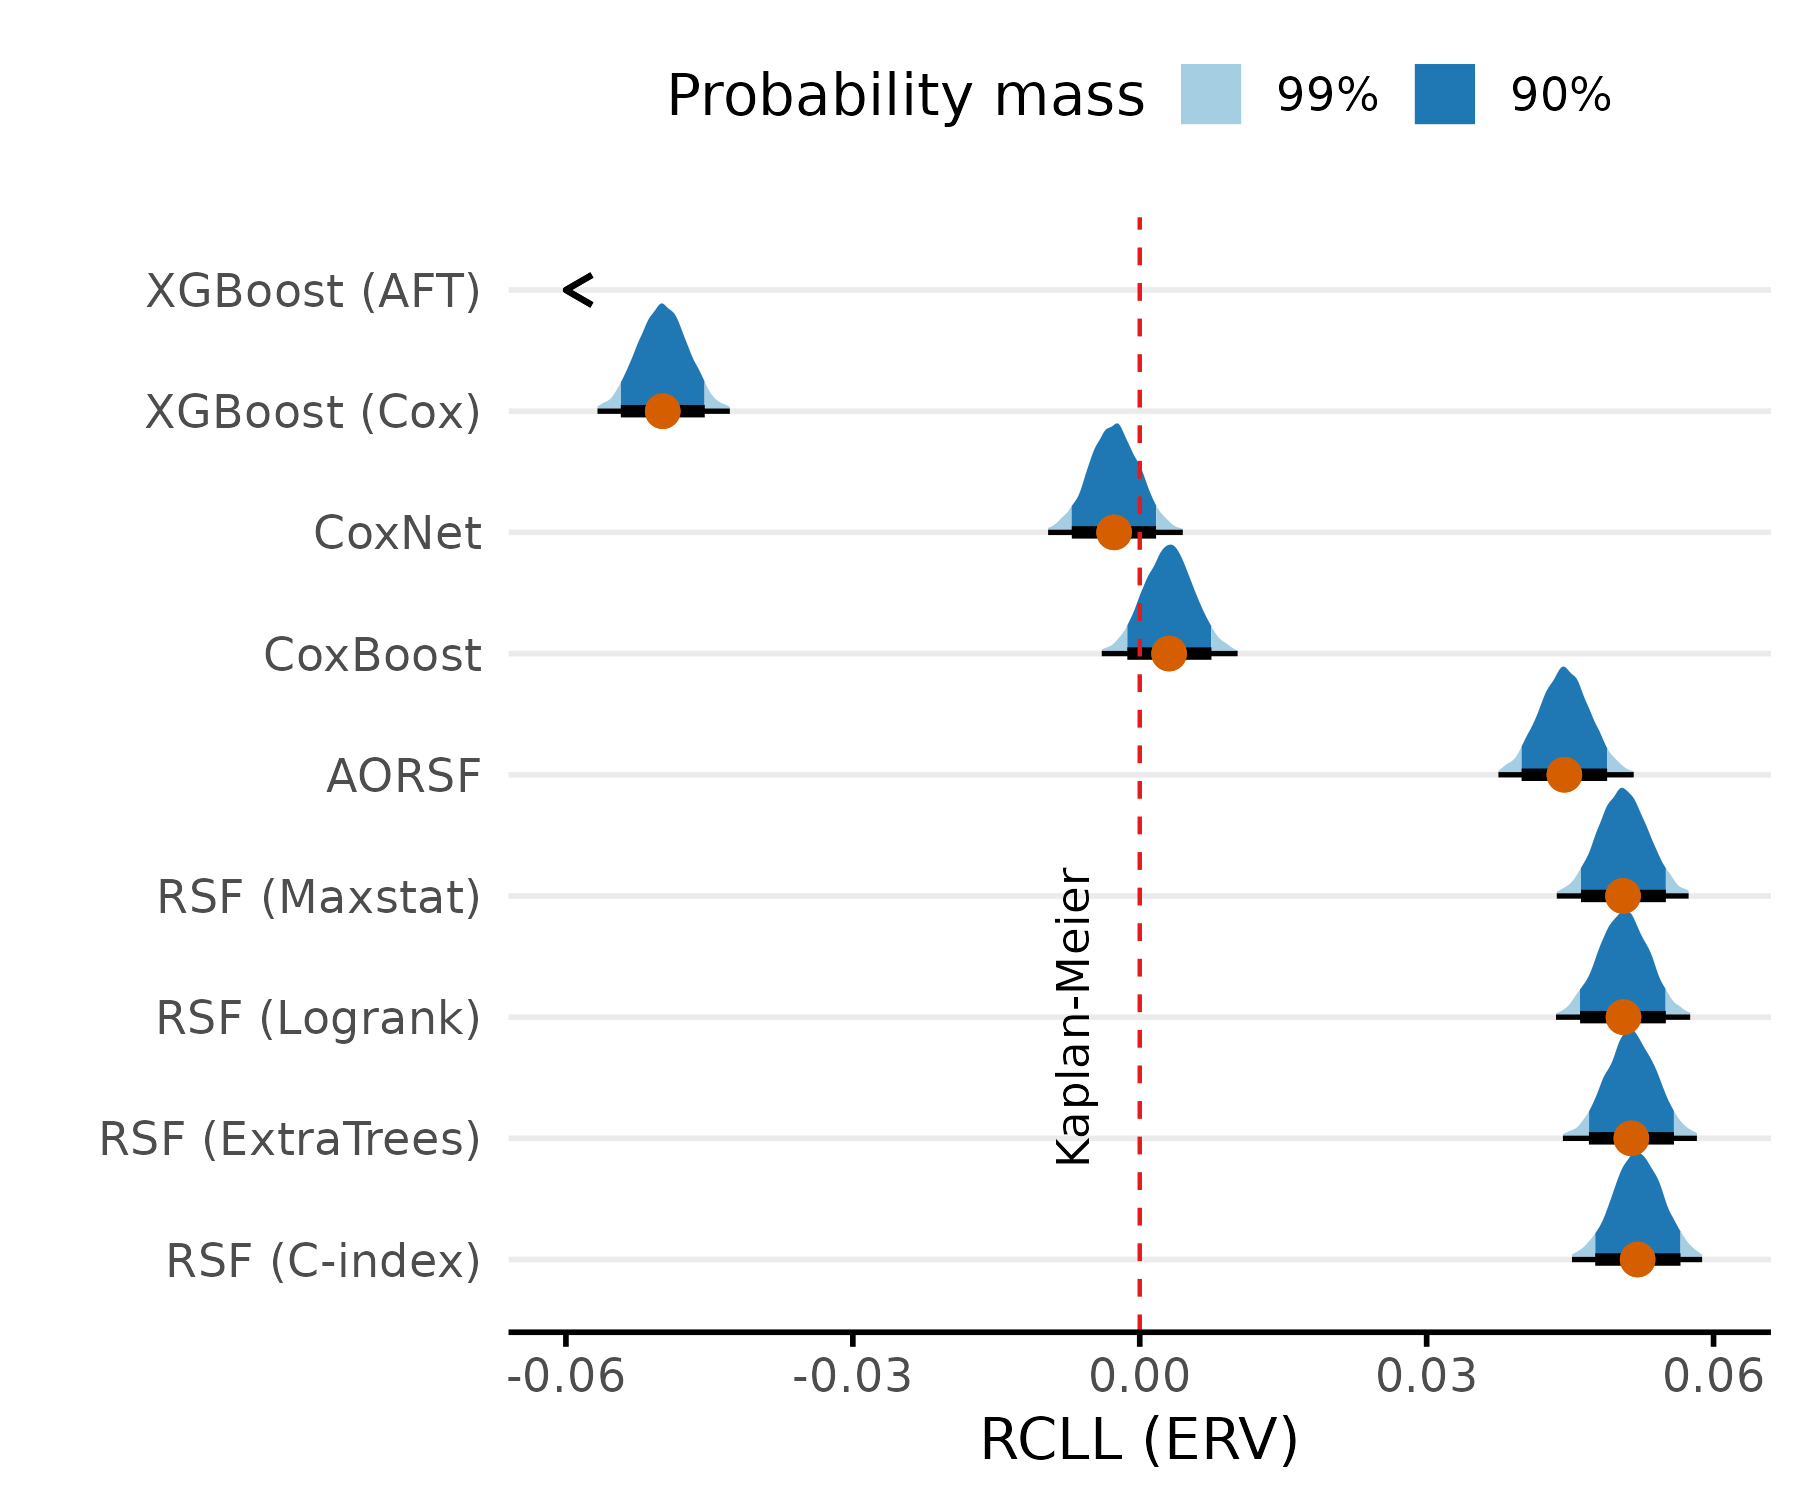 Probability mass 99% 90%
XGBoost (AFT)
XGBoost (Cox)
CoxNet
CoxBoost
AORSF
RSF (Maxstat)
RSF (Logrank)
RSF (ExtraTrees)
RSF (C-index)
Kaplan-Meier
-0.06 -0.03 0.00 0.03 0.06
RCLL (ERV)